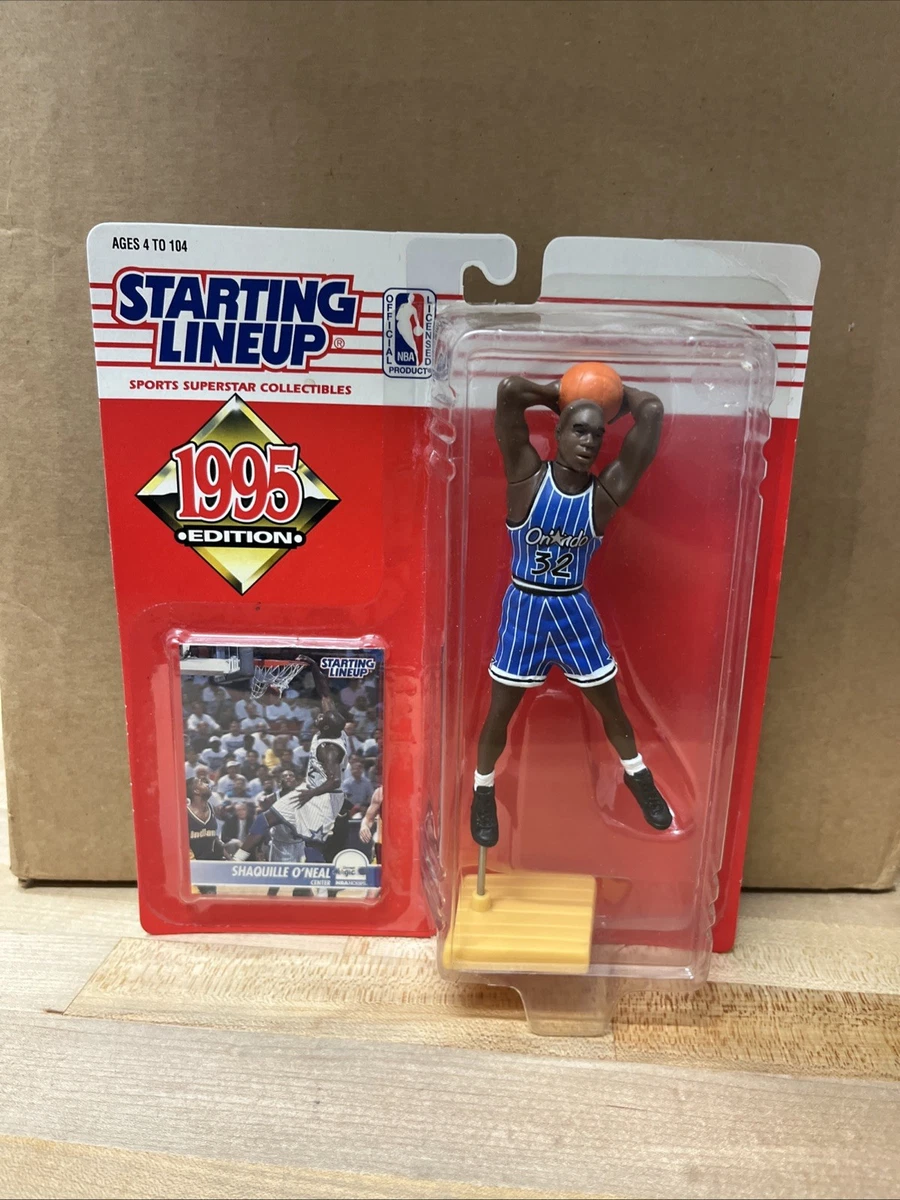 AGES 4 TO 104
STARTING
LINEUP®
OFFICIAL
LICENSED
NBA
PRODUCT®
SPORTS SUPERSTAR COLLECTIBLES
1995
•EDITION•
Orlando
32
STARTING
LINEUP
SHAQUILLE O'NEAL
CENTER